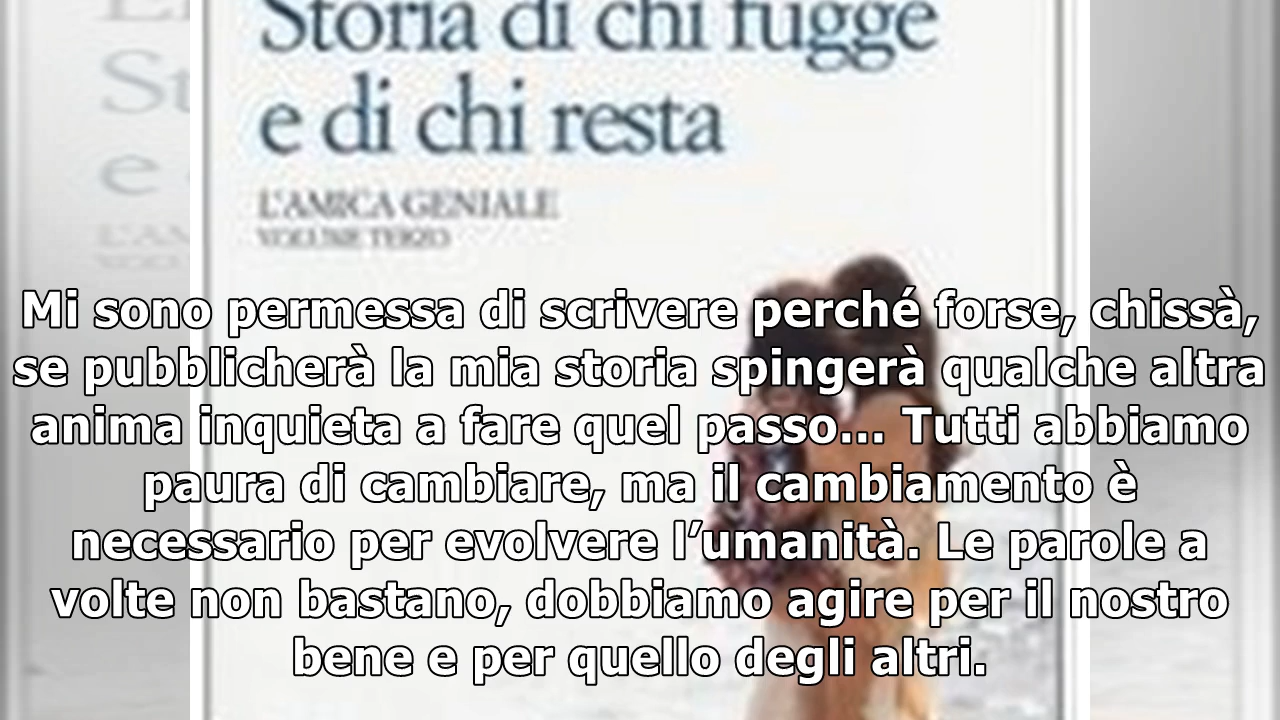 Storia di chi fugge
e di chi resta
L'AMICA GENIALE
VOLUME TERZO
Mi sono permessa di scrivere perché forse, chissà,
se pubblicherà la mia storia spingerà qualche altra
anima inquieta a fare quel passo... Tutti abbiamo
paura di cambiare, ma il cambiamento è
necessario per evolvere l’umanità. Le parole a
volte non bastano, dobbiamo agire per il nostro
bene e per quello degli altri.